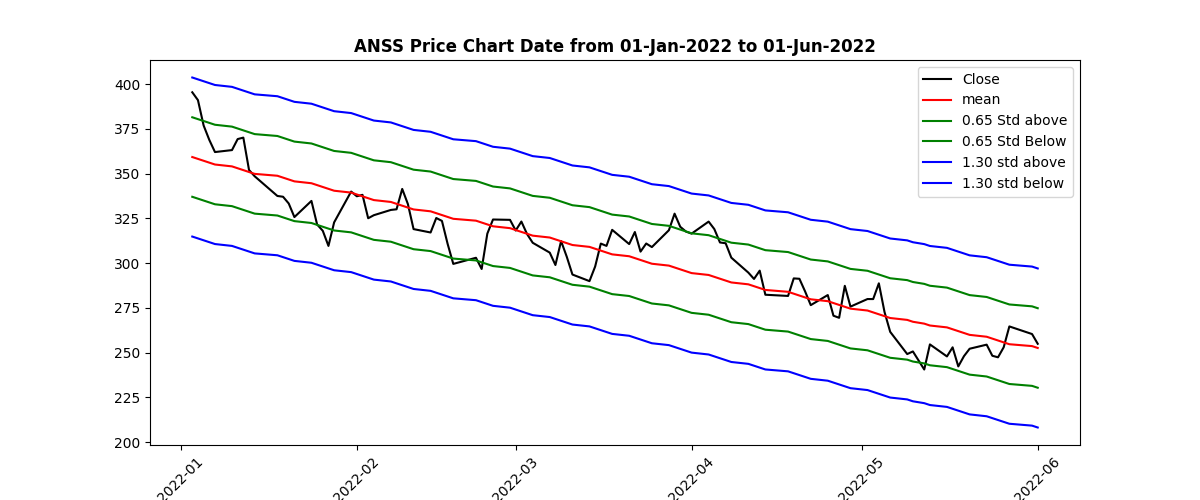 ANSS Price Chart Date from 01-Jan-2022 to 01-Jun-2022
Close
mean
0.65 Std above
0.65 Std Below
1.30 std above
1.30 std below
400
375
350
325
300
275
250
225
200
2022-01
2022-02
2022-03
2022-04
2022-05
2022-06